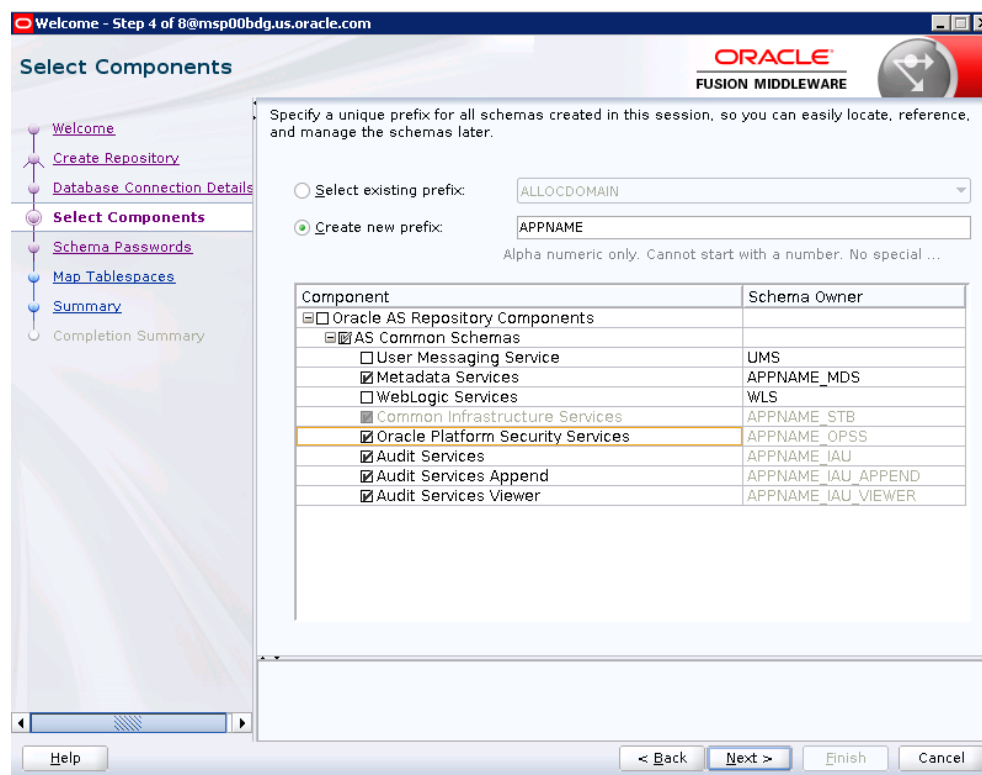 Welcome - Step 4 of 8@msp00bdg.us.oracle.com
Select Components
ORACLE
FUSION MIDDLEWARE
Welcome
Create Repository
Database Connection Details
Select Components
Schema Passwords
Map Tablespaces
Summary
Completion Summary
Specify a unique prefix for all schemas created in this session, so you can easily locate, reference,
and manage the schemas later.
Select existing prefix: ALLOCDOMAIN
Create new prefix: APPNAME
Alpha numeric only. Cannot start with a number. No special ...
Component Schema Owner
Oracle AS Repository Components
AS Common Schemas
User Messaging Service UMS
Metadata Services APPNAME_MDS
WebLogic Services WLS
Common Infrastructure Services APPNAME_STB
Oracle Platform Security Services APPNAME_OPSS
Audit Services APPNAME_IAU
Audit Services Append APPNAME_IAU_APPEND
Audit Services Viewer APPNAME_IAU_VIEWER
Help < Back Next > Finish Cancel